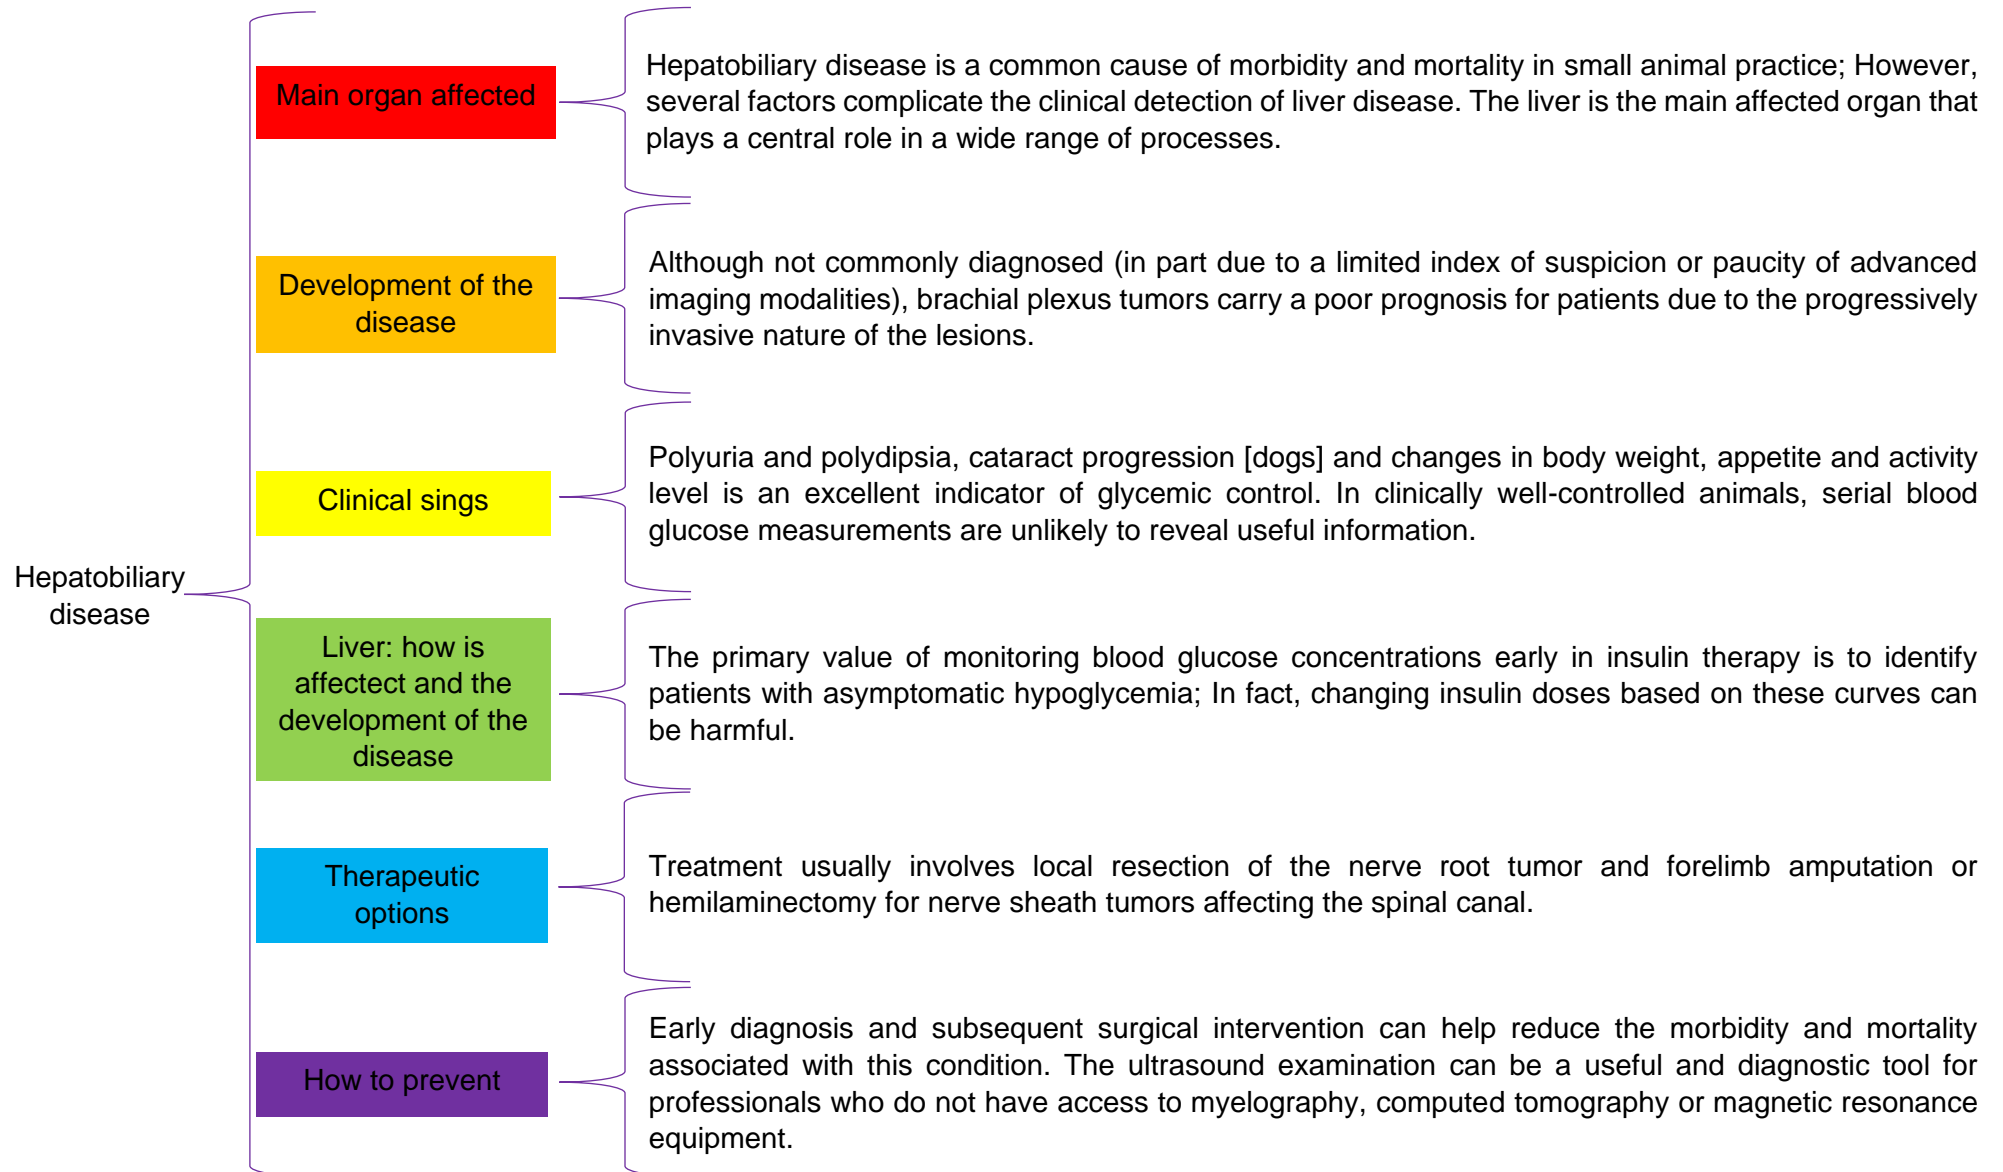 Hepatobiliary
disease
Main organ affected
Hepatobiliary disease is a common cause of morbidity and mortality in small animal practice; However,
several factors complicate the clinical detection of liver disease. The liver is the main affected organ that
plays a central role in a wide range of processes.
Development of the
disease
Although not commonly diagnosed (in part due to a limited index of suspicion or paucity of advanced
imaging modalities), brachial plexus tumors carry a poor prognosis for patients due to the progressively
invasive nature of the lesions.
Clinical sings
Polyuria and polydipsia, cataract progression [dogs] and changes in body weight, appetite and activity
level is an excellent indicator of glycemic control. In clinically well-controlled animals, serial blood
glucose measurements are unlikely to reveal useful information.
Liver: how is
affectect and the
development of the
disease
The primary value of monitoring blood glucose concentrations early in insulin therapy is to identify
patients with asymptomatic hypoglycemia; In fact, changing insulin doses based on these curves can
be harmful.
Therapeutic
options
Treatment usually involves local resection of the nerve root tumor and forelimb amputation or
hemilaminectomy for nerve sheath tumors affecting the spinal canal.
How to prevent
Early diagnosis and subsequent surgical intervention can help reduce the morbidity and mortality
associated with this condition. The ultrasound examination can be a useful and diagnostic tool for
professionals who do not have access to myelography, computed tomography or magnetic resonance
equipment.